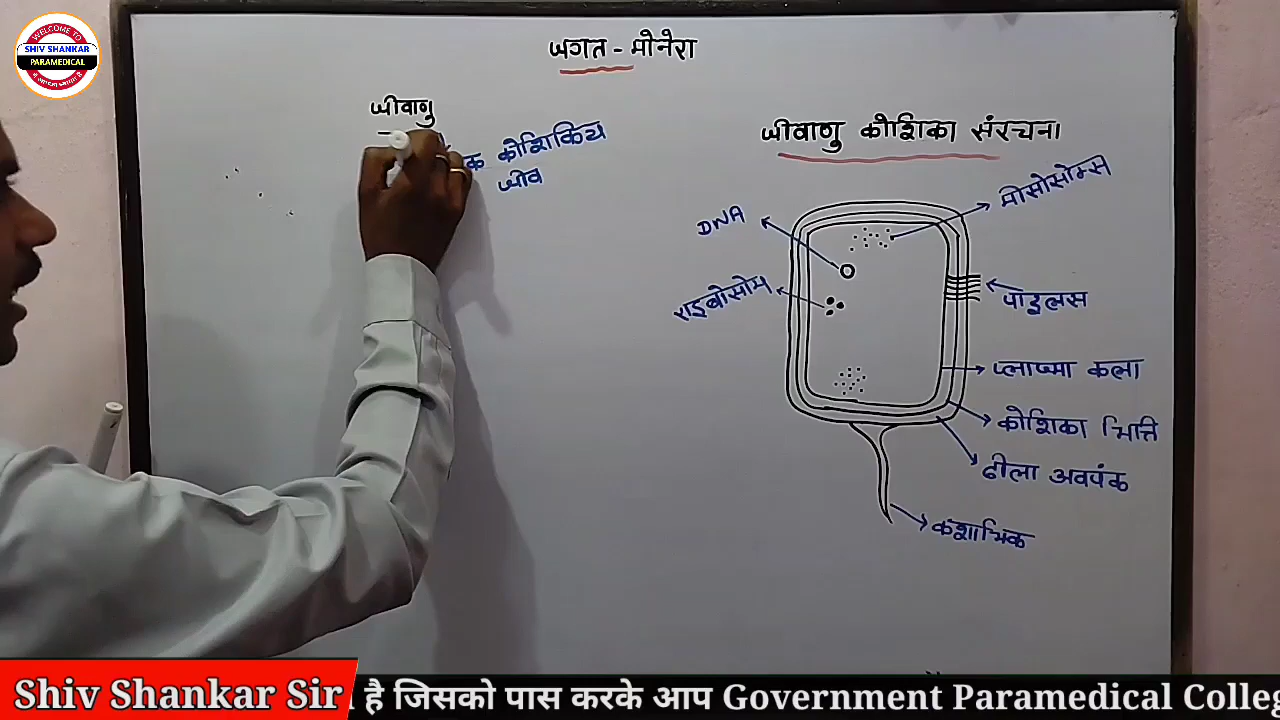 WELCOME TO
SHIV SHANKAR
PARAMEDICAL
जगत - मोनेरा
जीवाणु
क कोशिकिय
जीव
जीवाणु कोशिका संरचना
मीसोसोम्स
DNA
राइबोसोम
पाइलस
प्लाज्मा कला
कोशिका भित्ति
ढीला अवपंक
कशाभिक
Shiv Shankar Sir
है जिसको पास करके आप Government Paramedical Colleg